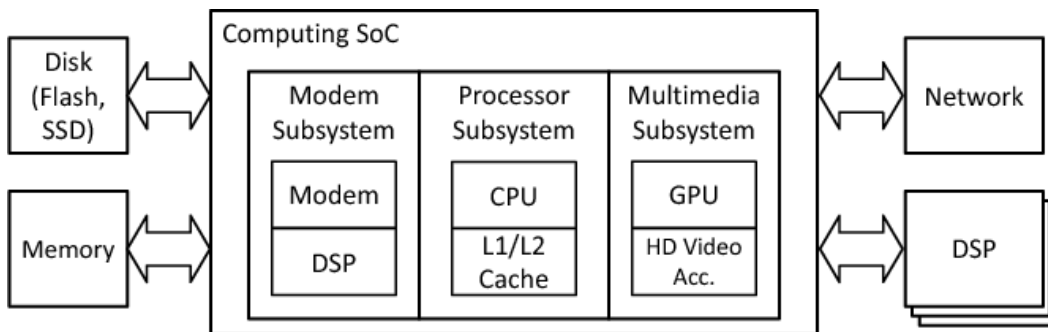 Computing SoC
Disk
(Flash,
SSD)
Memory
Modem
Subsystem
Modem
DSP
Processor
Subsystem
CPU
L1/L2
Cache
Multimedia
Subsystem
GPU
HD Video
Acc.
Network
DSP